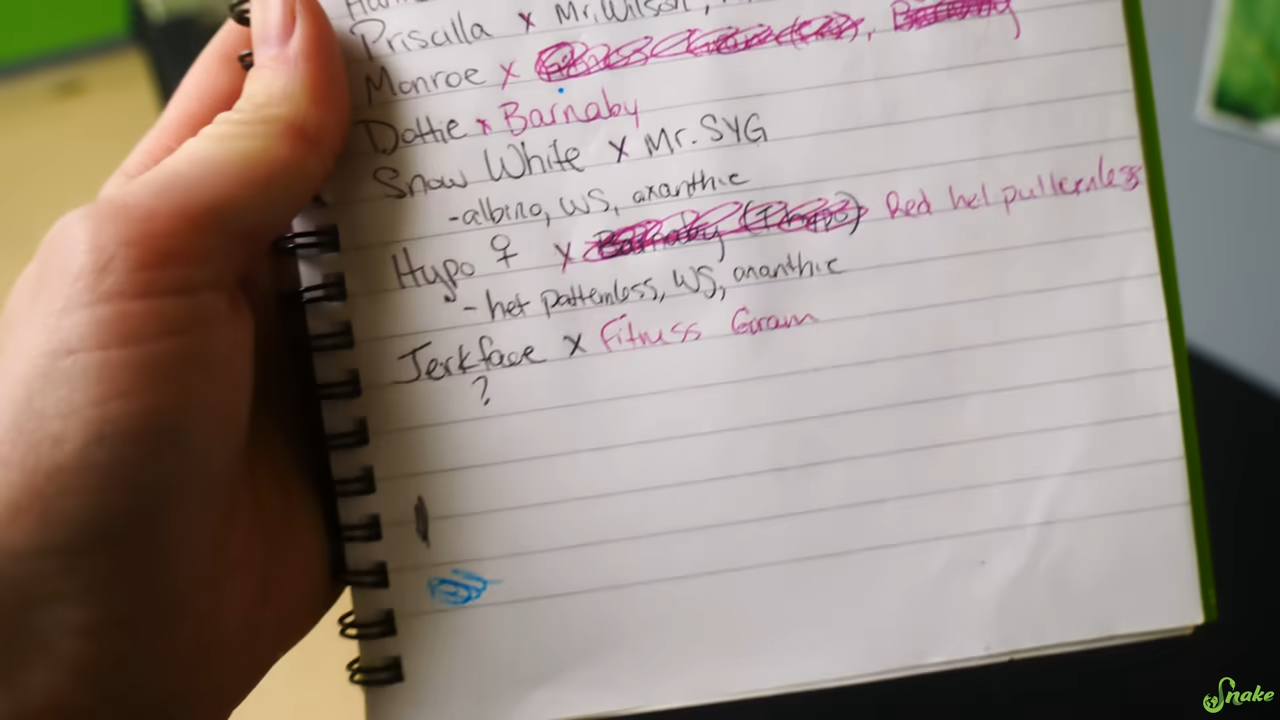 Priscilla x Mr. Wilson,
Monroe x
Dottie x Barnaby
Snow White x Mr. SYG
-albino, WS, axanthic
Hypo ♀ x Barnaby Red het patternless
- het patternless, WS, axanthic
Jerkface x Fitness Gram
?
Snake